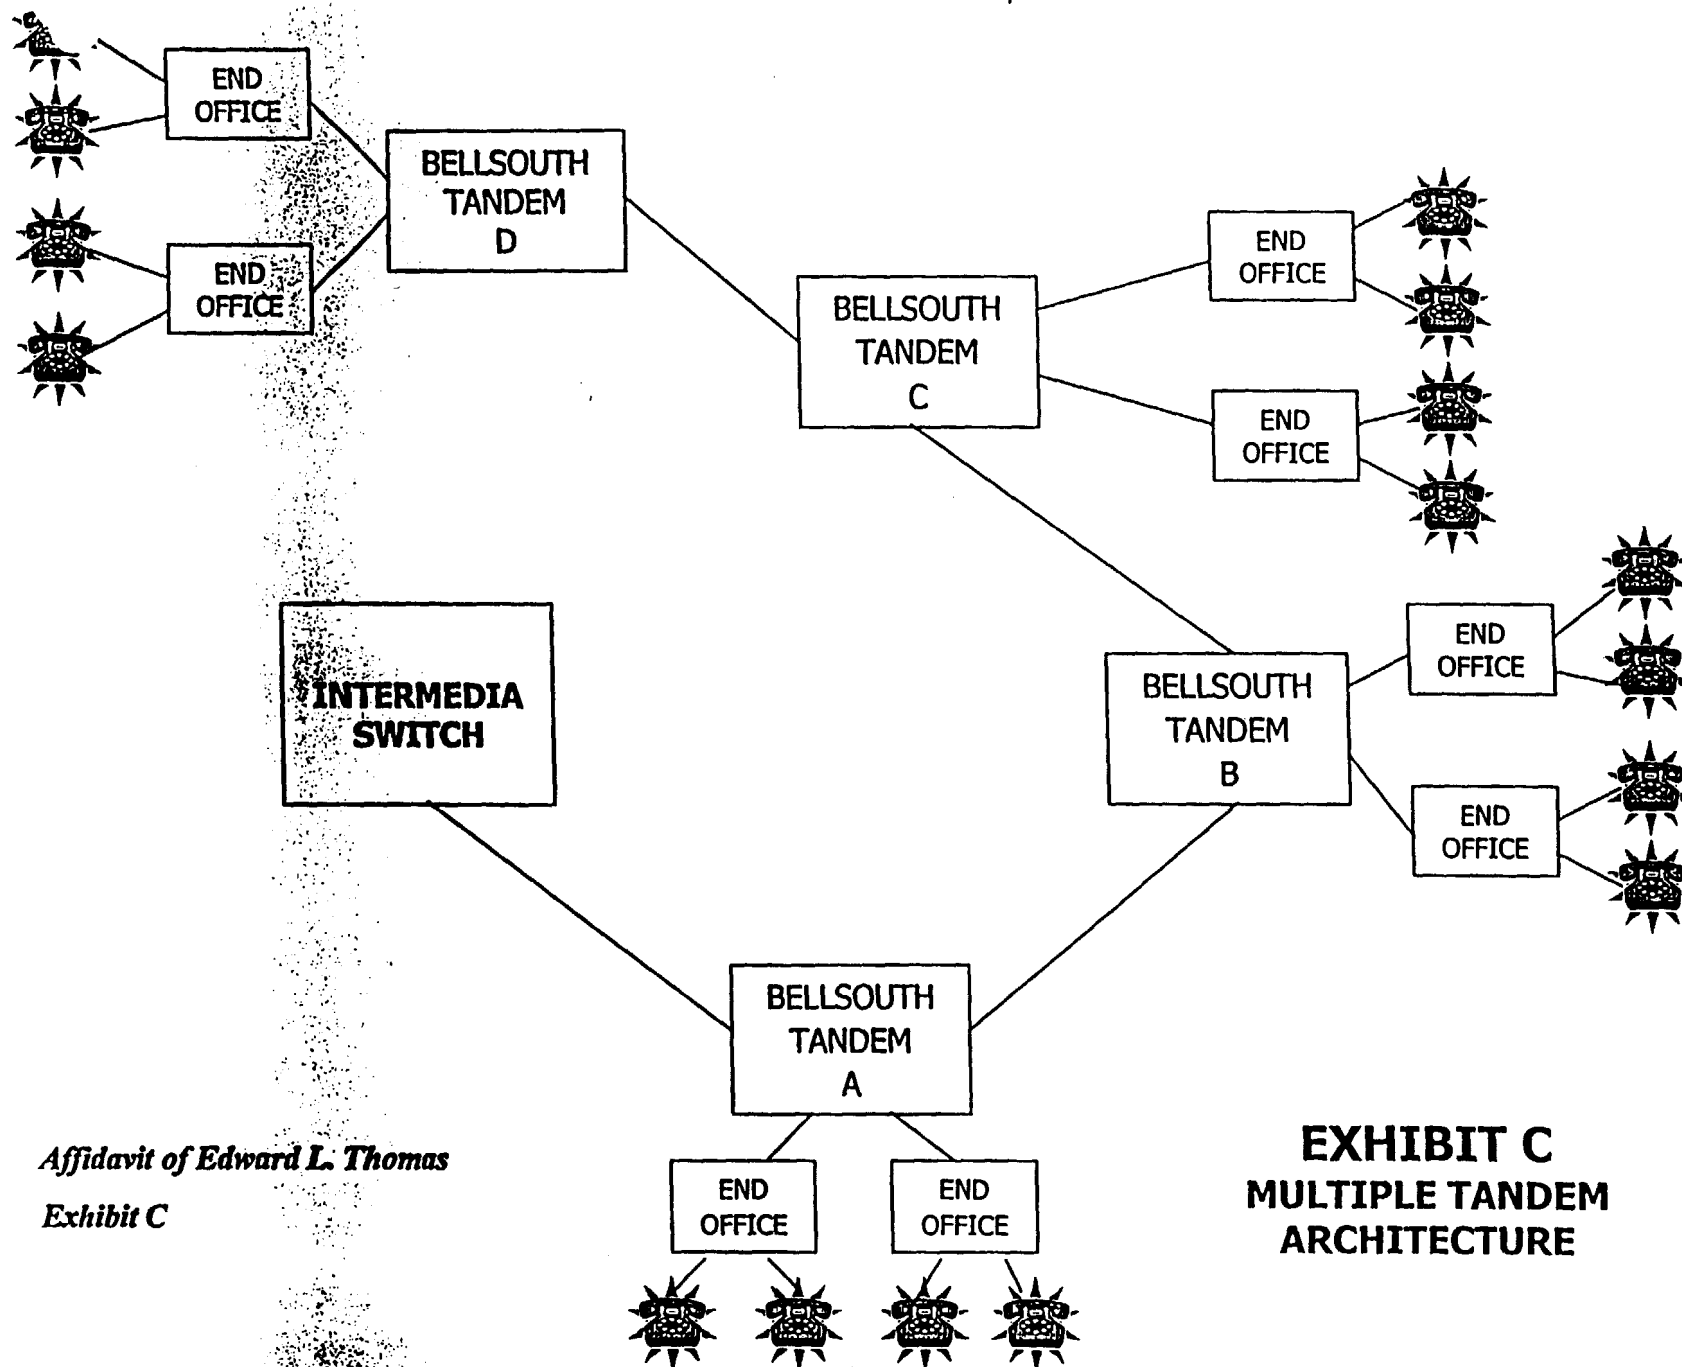 END
OFFICE
BELLSOUTH
TANDEM
D
END
OFFICE
BELLSOUTH
TANDEM
C
END
OFFICE
END
OFFICE
INTERMEDIA
SWITCH
BELLSOUTH
TANDEM
B
END
OFFICE
END
OFFICE
BELLSOUTH
TANDEM
A
END
OFFICE
END
OFFICE
Affidavit of Edward L. Thomas
Exhibit C
EXHIBIT C
MULTIPLE TANDEM
ARCHITECTURE